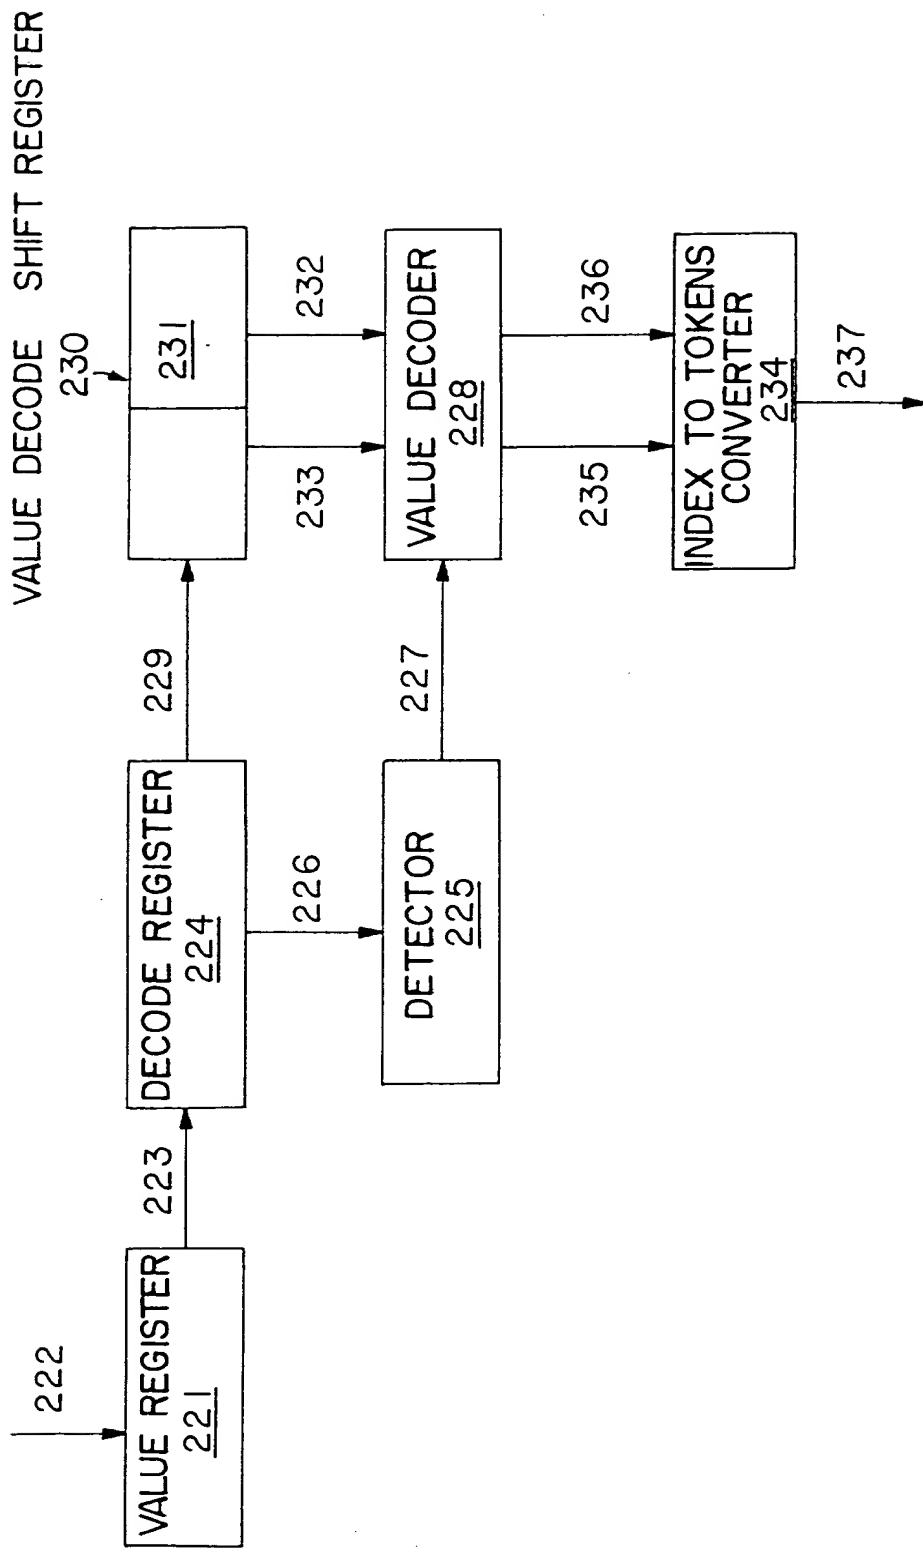 VALUE DECODE SHIFT REGISTER
230
231
232
233
229
VALUE DECODER
228
236
235
227
INDEX TO TOKENS
CONVERTER
234
237
DECODE REGISTER
224
226
DETECTOR
225
223
222
VALUE REGISTER
221